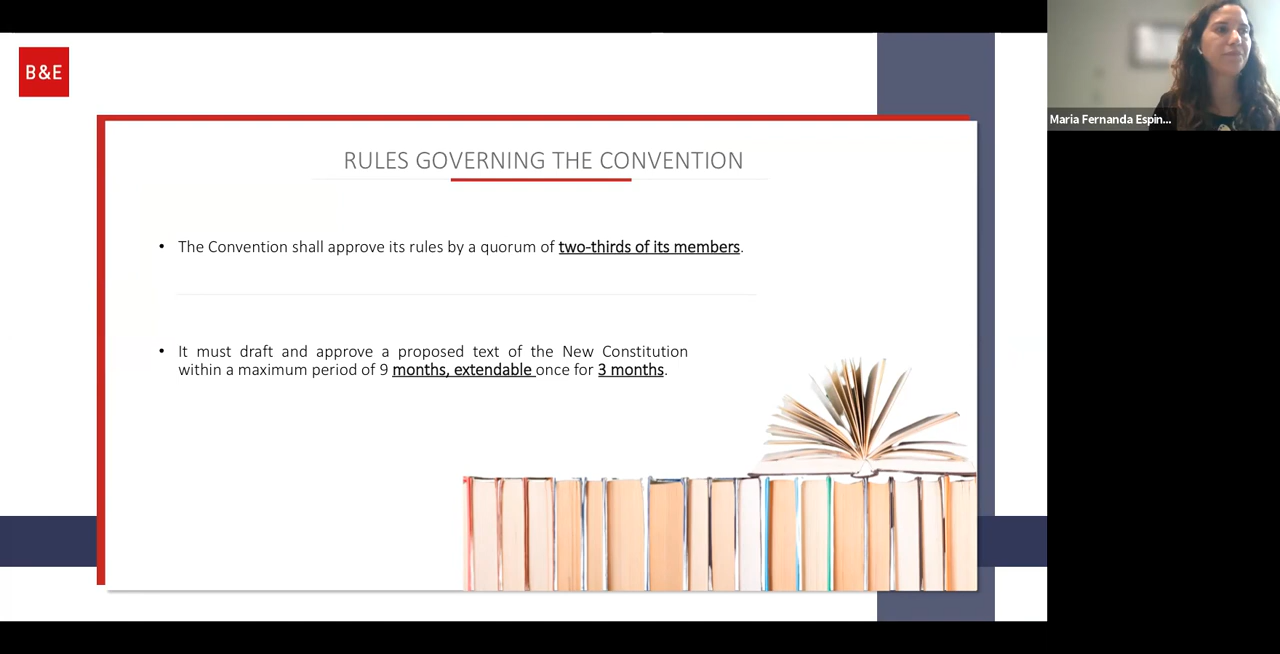 B&E
RULES GOVERNING THE CONVENTION
• The Convention shall approve its rules by a quorum of two-thirds of its members.
• It must draft and approve a proposed text of the New Constitution
within a maximum period of 9 months, extendable once for 3 months.
Maria Fernanda Espin...